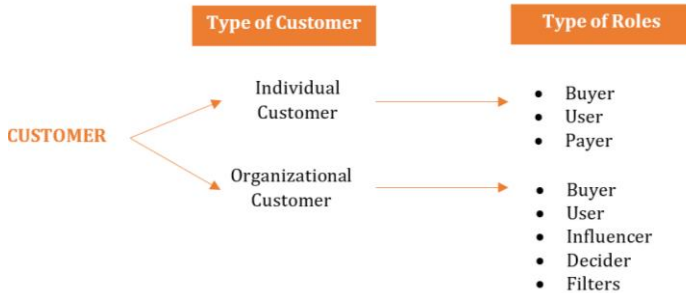 Type of Customer
Type of Roles
CUSTOMER
Individual
Customer
• Buyer
• User
• Payer
Organizational
Customer
• Buyer
• User
• Influencer
• Decider
• Filters